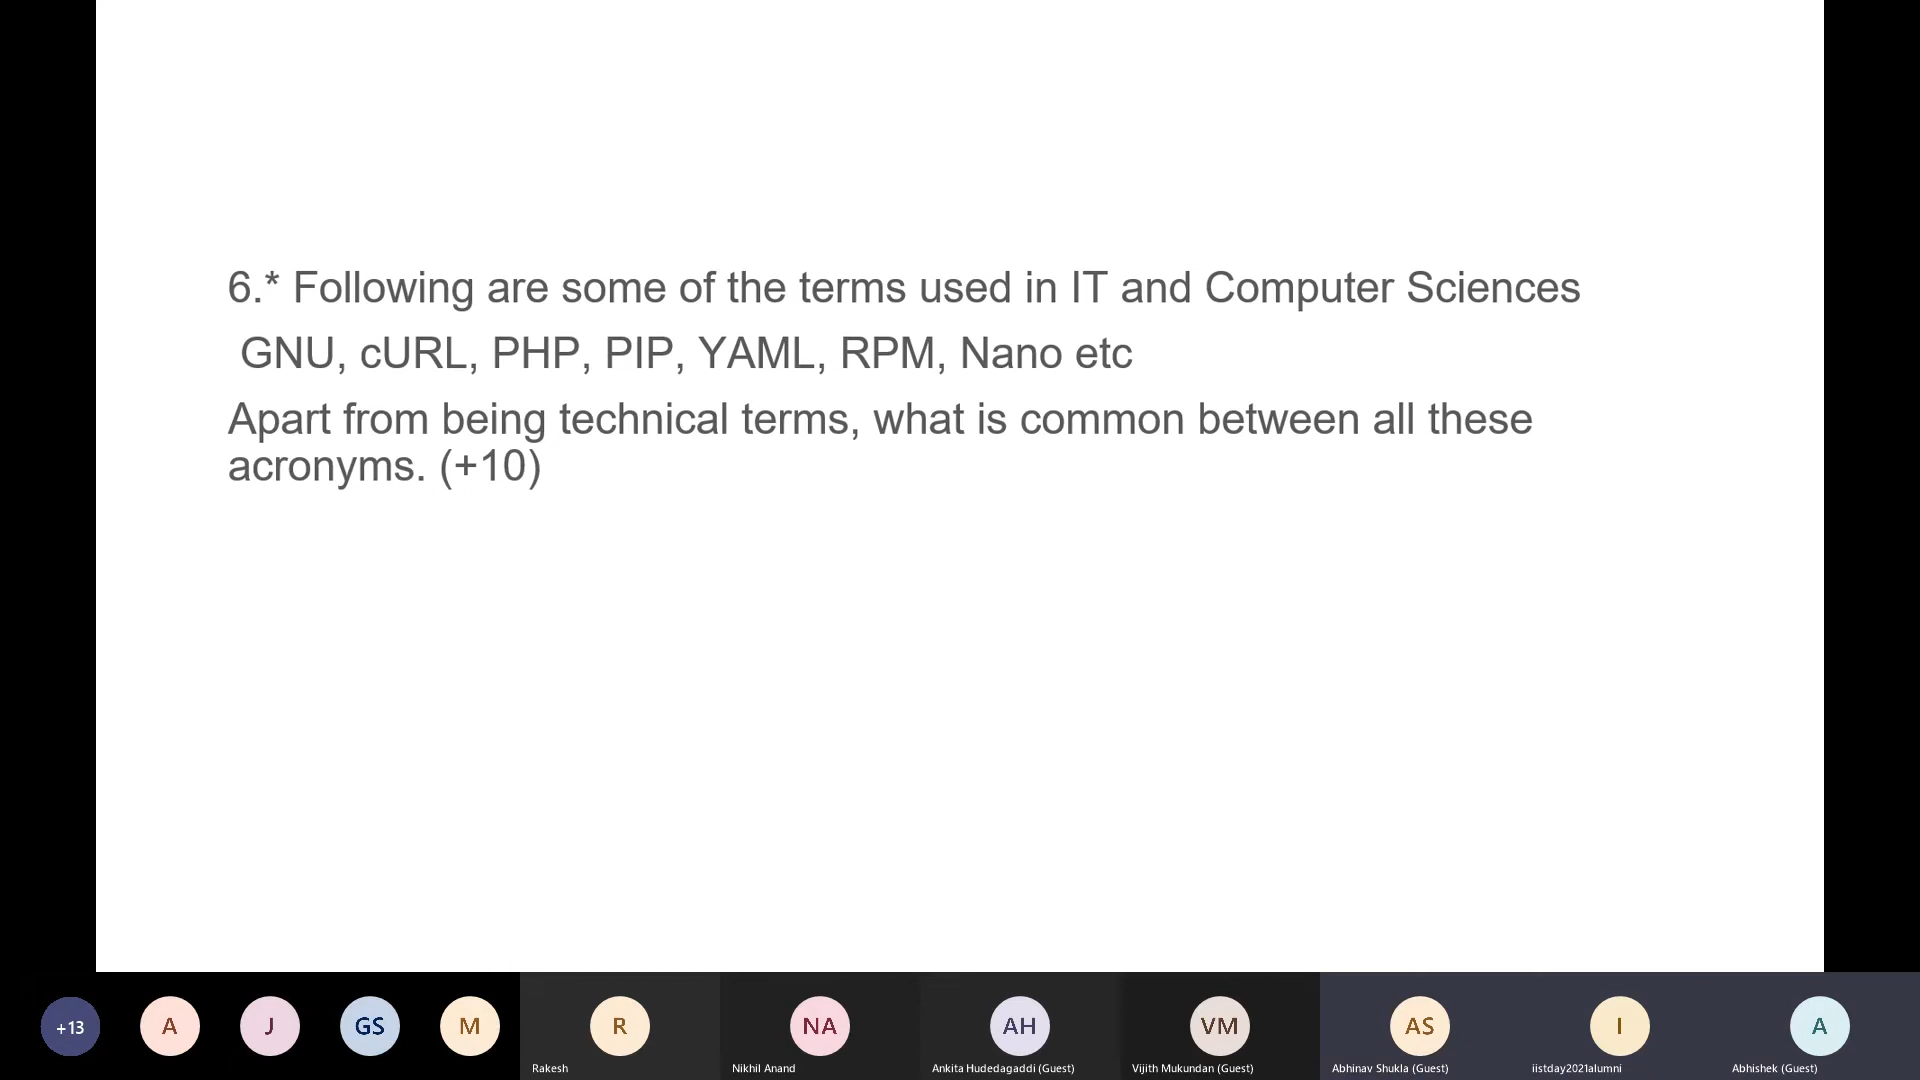 6.* Following are some of the terms used in IT and Computer Sciences
GNU, cURL, PHP, PIP, YAML, RPM, Nano etc
Apart from being technical terms, what is common between all these
acronyms. (+10)
+13
A
J
GS
M
R
NA
AH
VM
AS
I
A
Rakesh
Nikhil Anand
Ankita Hudedagaddi (Guest)
Vijith Mukundan (Guest)
Abhinav Shukla (Guest)
iistday2021alumni
Abhishek (Guest)